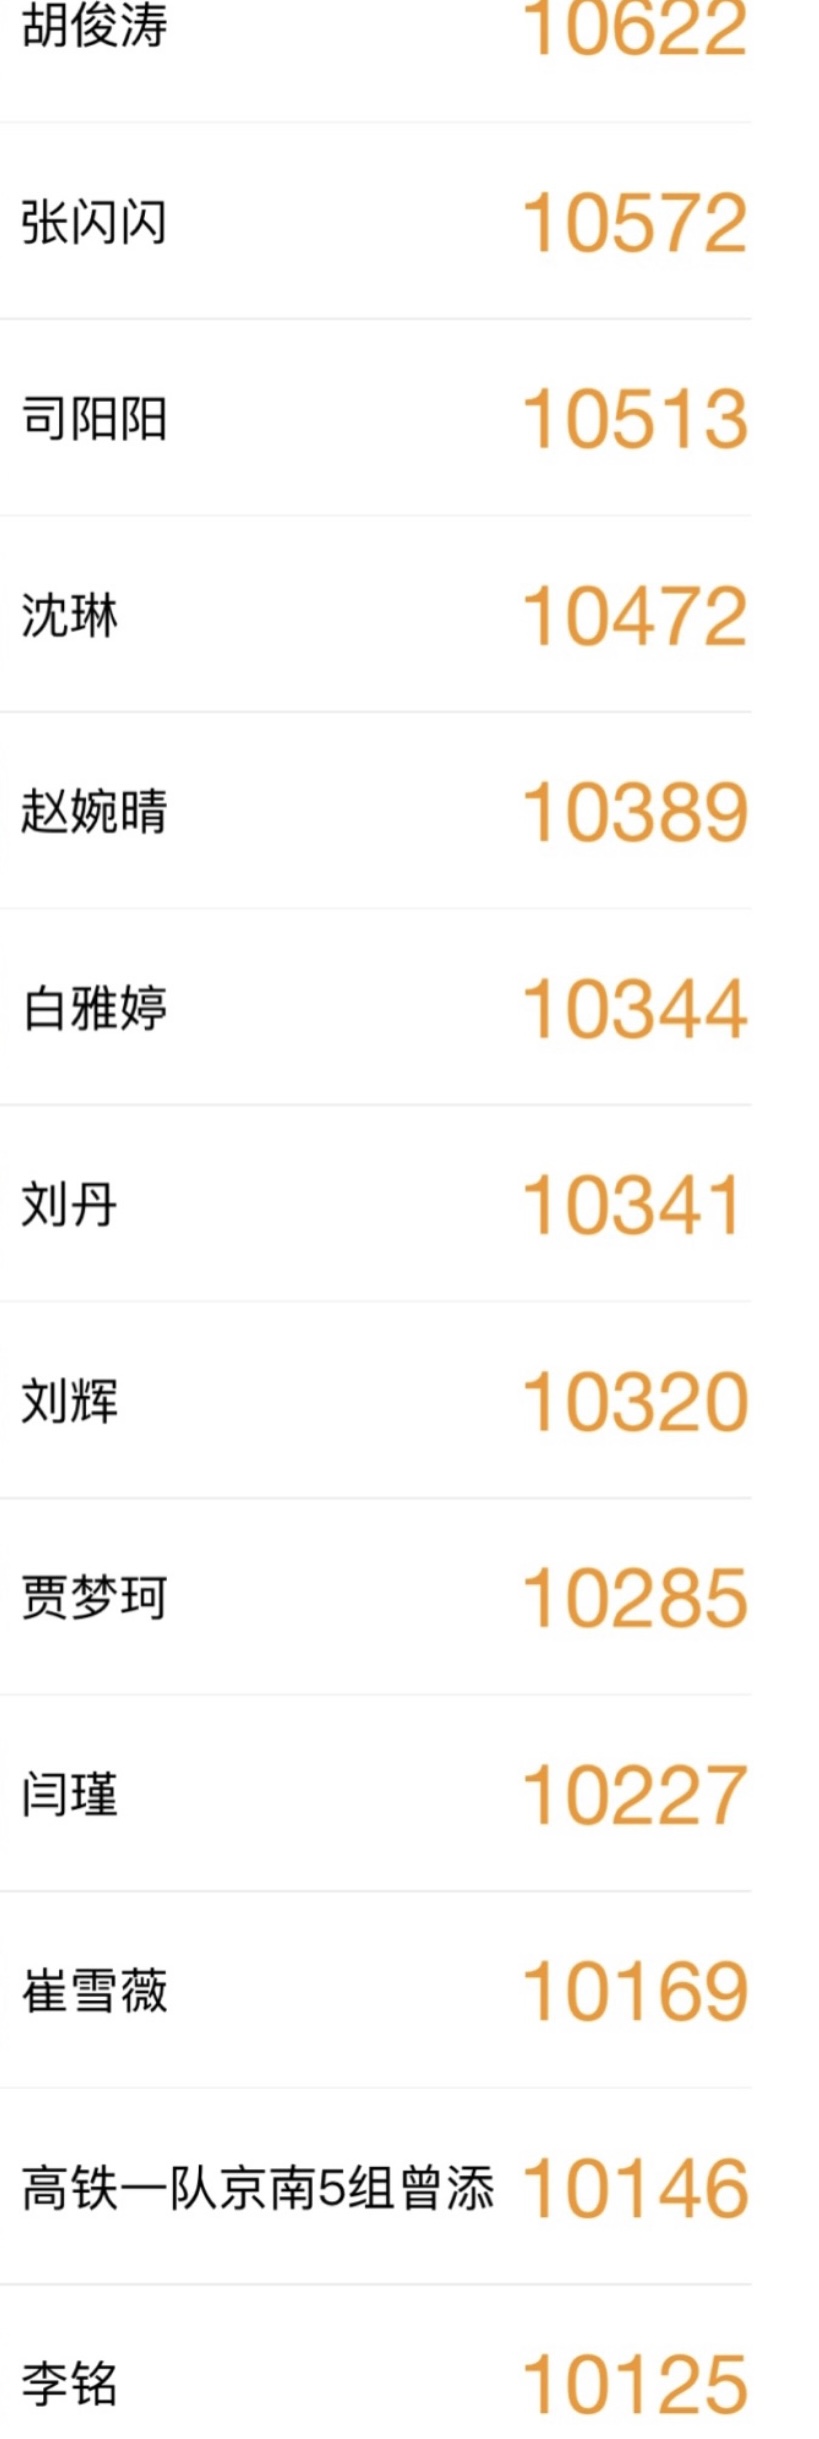 胡俊涛 10622
张闪闪 10572
司阳阳 10513
沈琳 10472
赵婉晴 10389
白雅婷 10344
刘丹 10341
刘辉 10320
贾梦珂 10285
闫瑾 10227
崔雪薇 10169
高铁一队京南5组曾添 10146
李铭 10125